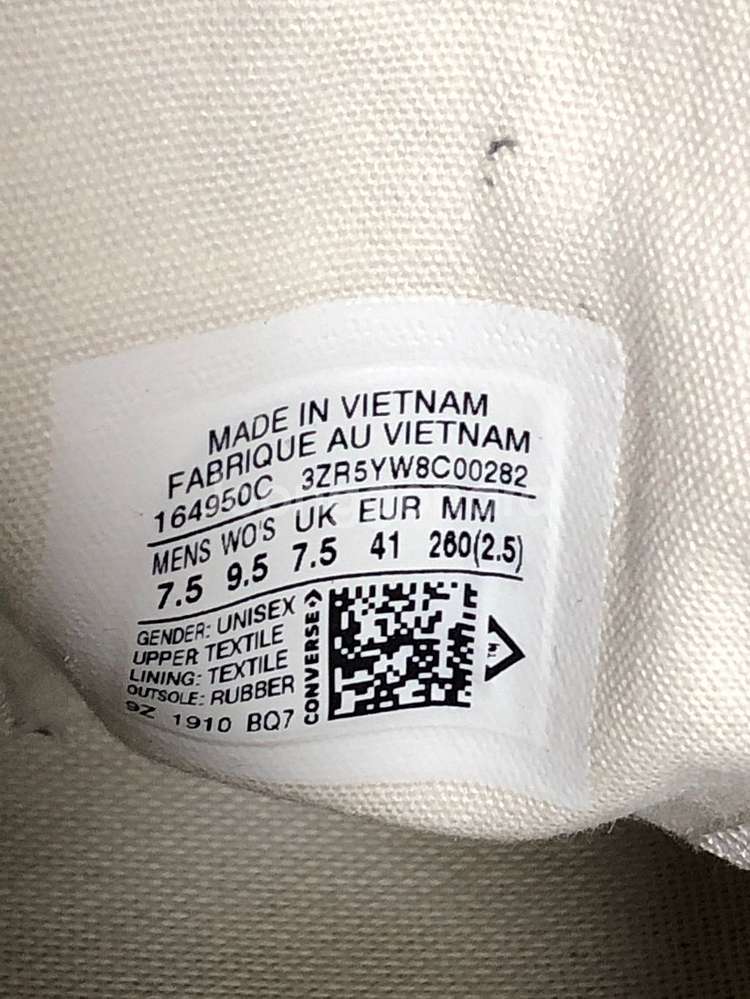 MADE IN VIETNAM
FABRIQUE AU VIETNAM
164950C 3ZR5YW8C00282
MENS WO'S UK EUR MM
7.5 9.5 7.5 41 260(2.5)
GENDER: UNISEX
UPPER TEXTILE
LINING: TEXTILE
OUTSOLE: RUBBER
9Z 1910 BQ7
CONVERSE
TM